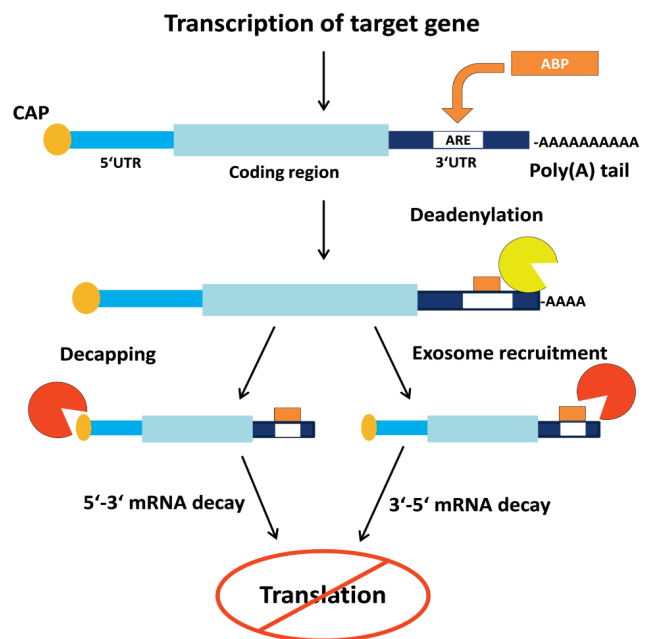 Transcription of target gene
ABP
CAP
ARE
-AAAAAAAAAA
5‘UTR
Coding region
3‘UTR
Poly(A) tail
Deadenylation
-AAAA
Decapping
Exosome recruitment
5‘-3‘ mRNA decay
3‘-5‘ mRNA decay
Translation